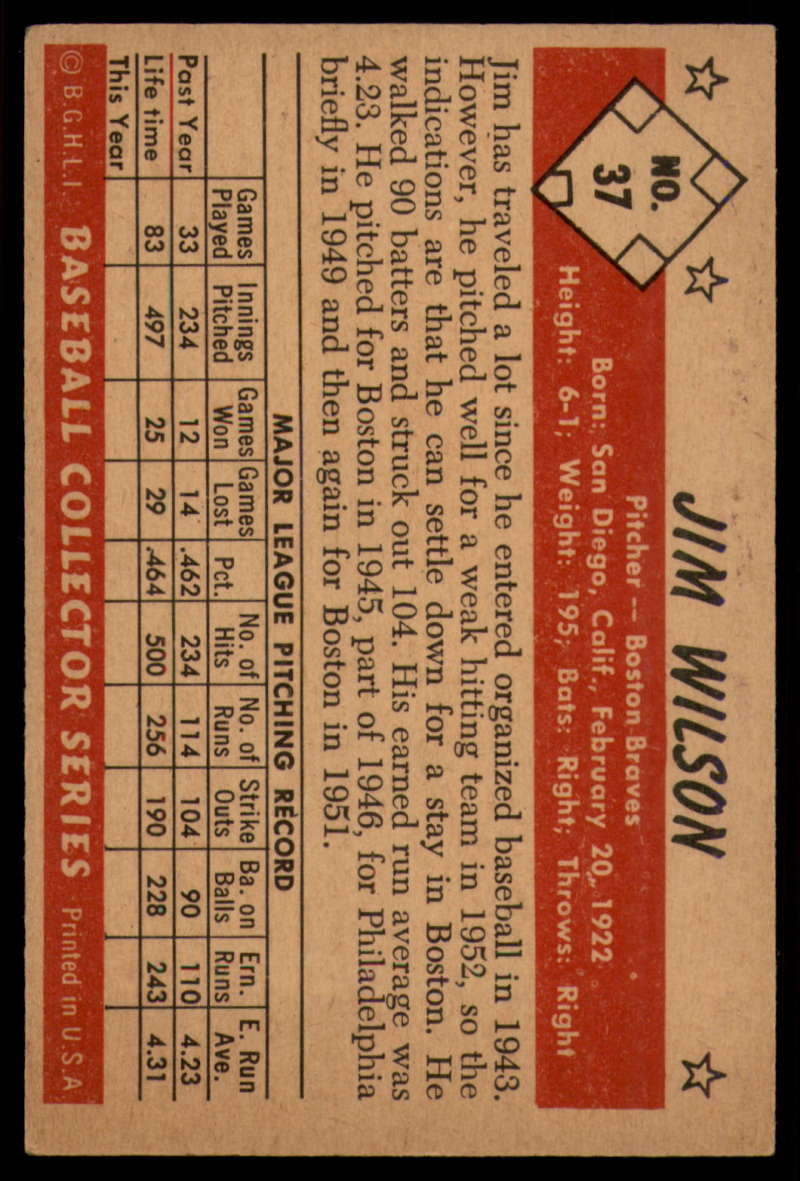 JIM WILSON
NO.
37
Pitcher — Boston Braves
Born: San Diego, Calif., February 20, 1922
Height: 6-1; Weight: 195; Bats: Right; Throws: Right
Jim has traveled a lot since he entered organized baseball in 1943.
However, he pitched well for a weak hitting team in 1952, so the
indications are that he can settle down for a stay in Boston. He
walked 90 batters and struck out 104. His earned run average was
4.23. He pitched for Boston in 1945, part of 1946, for Philadelphia
briefly in 1949 and then again for Boston in 1951.
MAJOR LEAGUE PITCHING RECORD
Games Innings Games Games Pct. No. of No. of Strike Ba. on Ern. E. Run
Played Pitched Won Lost Hits Runs Outs Balls Runs Ave.
Past Year 33 234 12 14 .462 234 114 104 90 110 4.23
Life time 83 497 25 29 .464 500 256 190 228 243 4.31
This Year
© B.G.H.L.I. BASEBALL COLLECTOR SERIES Printed in U.S.A.